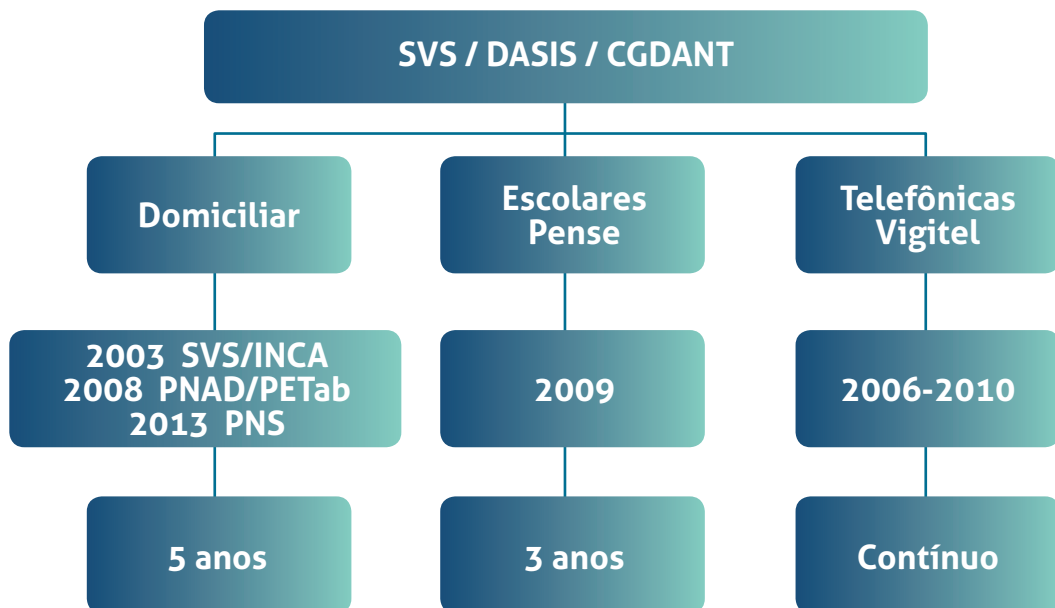 SVS / DASIS / CGDANT
Domiciliar
Escolares
Pense
Telefônicas
Vigitel
2003 SVS/INCA
2008 PNAD/PETab
2013 PNS
2009
2006-2010
5 anos
3 anos
Contínuo